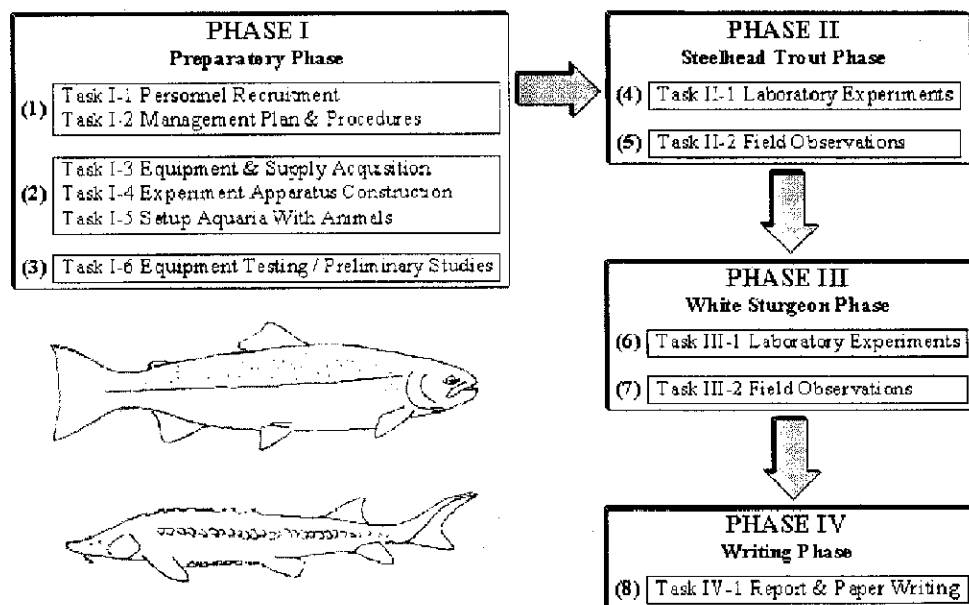 PHASE I
Preparatory Phase
(1)
Task I-1 Personnel Recruitment
Task I-2 Management Plan & Procedures
(2)
Task I-3 Equipment & Supply Acquisition
Task I-4 Experiment Apparatus Construction
Task I-5 Setup Aquaria With Animals
(3) Task I-6 Equipment Testing / Preliminary Studies
PHASE II
Steelhead Trout Phase
(4) Task II-1 Laboratory Experiments
(5) Task II-2 Field Observations
PHASE III
White Sturgeon Phase
(6) Task III-1 Laboratory Experiments
(7) Task III-2 Field Observations
PHASE IV
Writing Phase
(8) Task IV-1 Report & Paper Writing